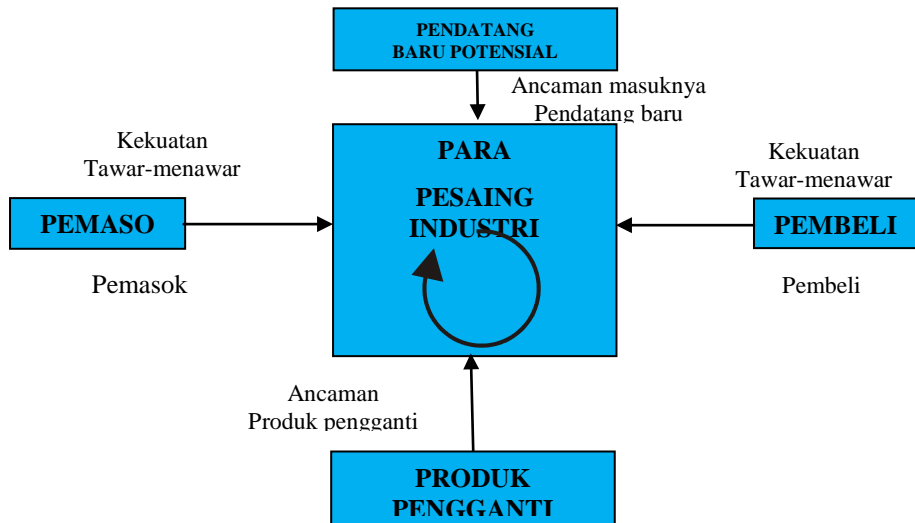 PENDATANG
BARU POTENSIAL
Ancaman masuknya
Pendatang baru
Kekuatan
Tawar-menawar
PEMASO
Pemasok
PARA
PESAING
INDUSTRI
Kekuatan
Tawar-menawar
PEMBELI
Pembeli
Ancaman
Produk pengganti
PRODUK
PENGGANTI